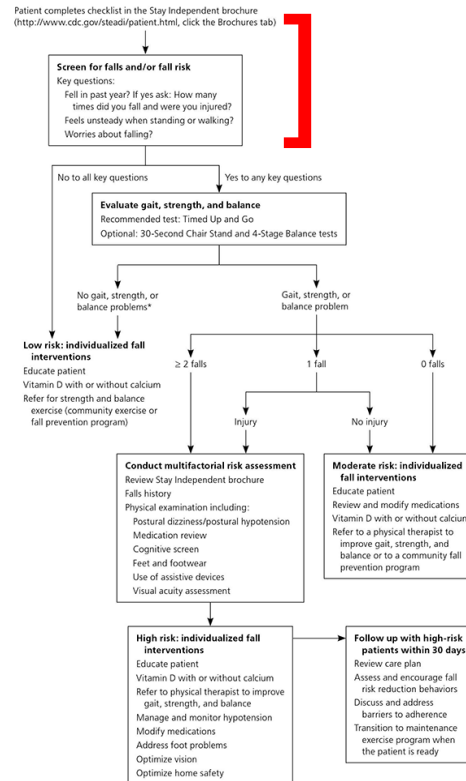 Patient completes checklist in the Stay Independent brochure
(http://www.cdc.gov/steadi/patient.html, click the Brochures tab)
Screen for falls and/or fall risk
Key questions:
Fell in past year? If yes ask: How many
times did you fall and were you injured?
Feels unsteady when standing or walking?
Worries about falling?
No to all key questions
Yes to any key questions
Evaluate gait, strength, and balance
Recommended test: Timed Up and Go
Optional: 30-Second Chair Stand and 4-Stage Balance tests
No gait, strength, or
balance problems*
Gait, strength, or
balance problem
Low risk: individualized fall
interventions
Educate patient
Vitamin D with or without calcium
Refer for strength and balance
exercise (community exercise or
fall prevention program)
≥ 2 falls
1 fall
0 falls
Injury
No injury
Conduct multifactorial risk assessment
Review Stay Independent brochure
Falls history
Physical examination including:
Postural dizziness/postural hypotension
Medication review
Cognitive screen
Feet and footwear
Use of assistive devices
Visual acuity assessment
Moderate risk: individualized
fall interventions
Educate patient
Review and modify medications
Vitamin D with or without calcium
Refer to a physical therapist to
improve gait, strength, and
balance or to a community fall
prevention program
High risk: individualized fall
interventions
Educate patient
Vitamin D with or without calcium
Refer to physical therapist to improve
gait, strength, and balance
Manage and monitor hypotension
Modify medications
Address foot problems
Optimize vision
Optimize home safety
Follow up with high-risk
patients within 30 days
Review care plan
Assess and encourage fall
risk reduction behaviors
Discuss and address
barriers to adherence
Transition to maintenance
exercise program when
the patient is ready